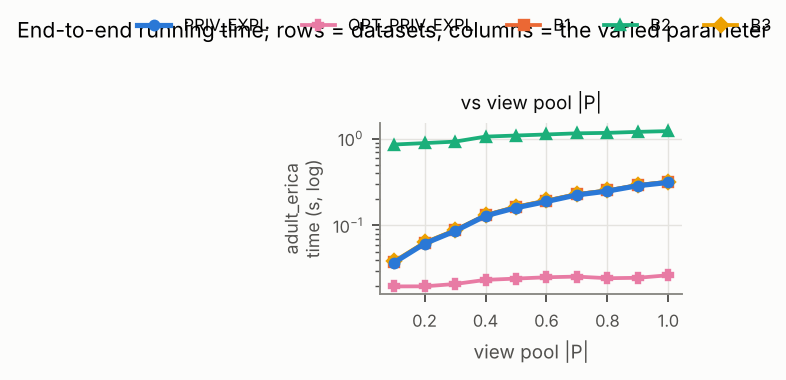 End-to-end running time; rows = datasets, columns = the varied parameter
PRIV_EXPL OPT_PRIV_EXPL B1 B2 B3
vs view pool |P|
adult_erica
time (s, log)
10⁰
10⁻¹
0.2 0.4 0.6 0.8 1.0
view pool |P|